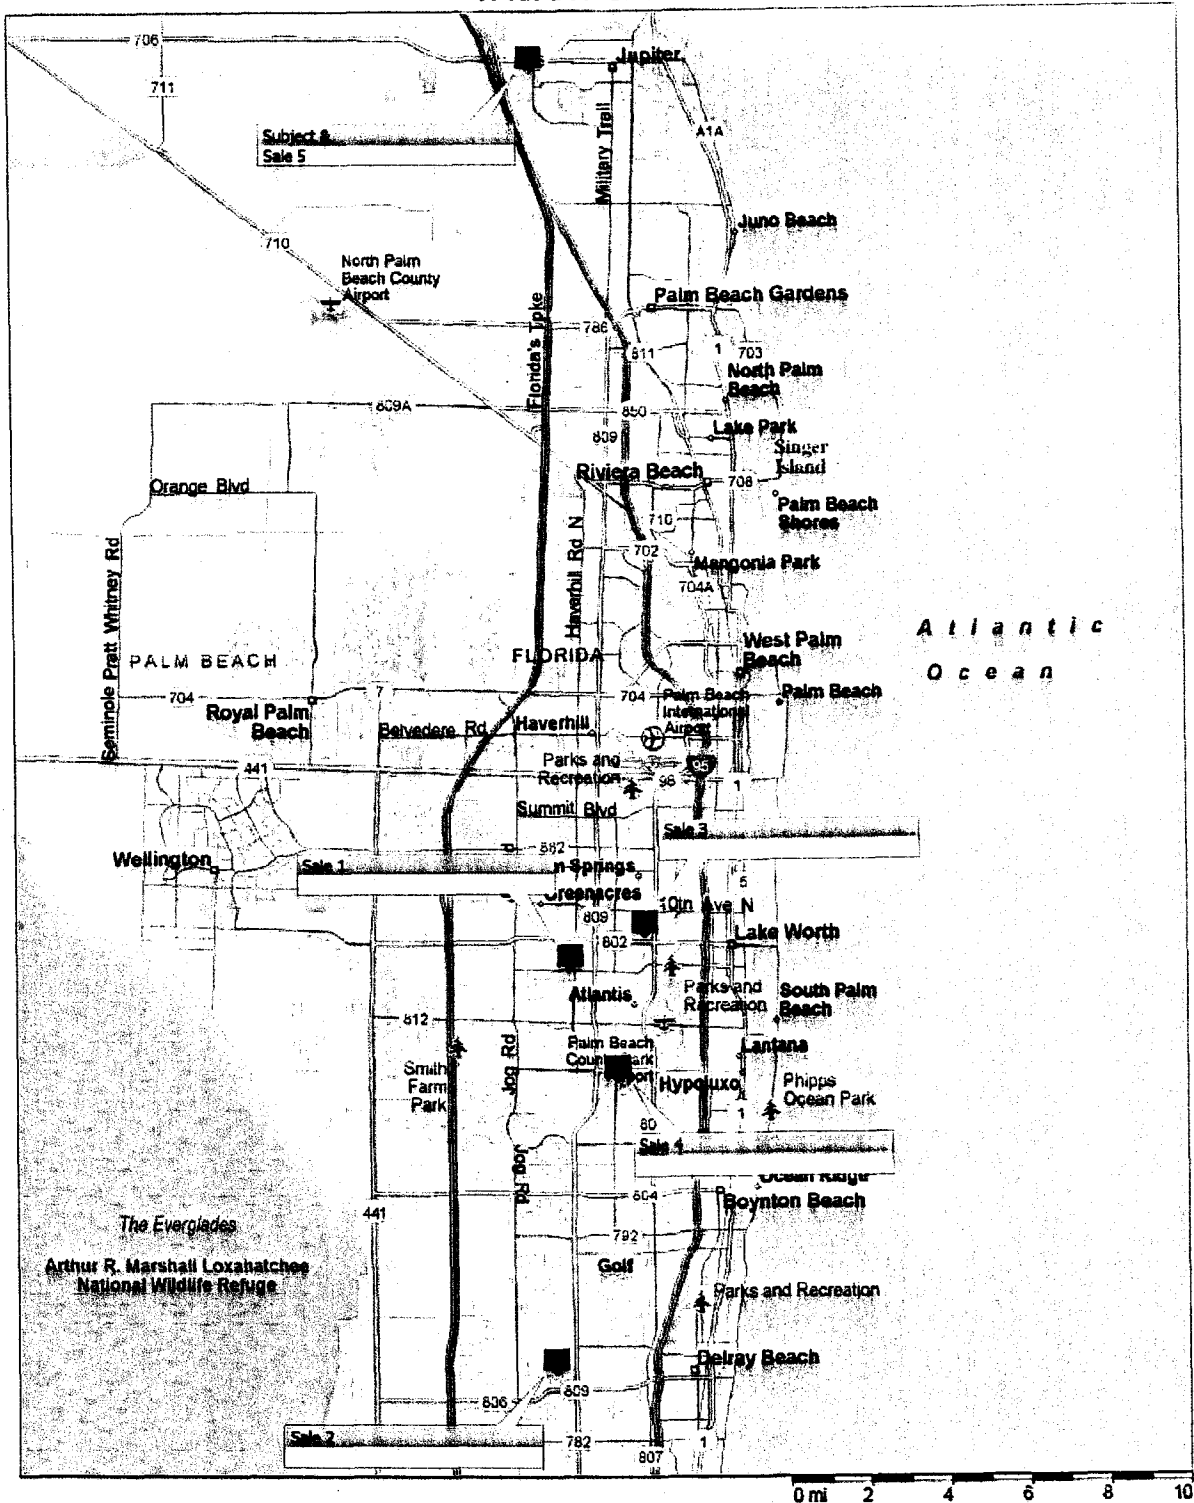 706
Jupiter
711
Subject &
Sale 5
Military Trail
A1A
Juno Beach
710
North Palm
Beach County
Airport
Palm Beach Gardens
Florida's Tpke
786
811
1
703
North Palm
Beach
809A
850
809
Lake Park
Singer
Island
Riviera Beach
708
Orange Blvd
Palm Beach
Shores
710
Haverhill Rd N
702
Mangonia Park
704A
Seminole Pratt Whitney Rd
Atlantic
Ocean
West Palm
Beach
PALM BEACH
FLORIDA
704
7
704
Palm Beach
International
Airport
Palm Beach
Royal Palm
Beach
Belvedere Rd
Haverhill
441
Parks and
Recreation
98
95
1
Summit Blvd
Sale 3
882
Wellington
Sale 1
n Springs
Greenacres
5
10th Ave N
809
802
Lake Worth
Atlantis
Parks and
Recreation
South Palm
Beach
812
Jog Rd
Palm Beach
County Park
Lantana
Smith
Farm
Park
Hypoluxo
Phipps
Ocean Park
1
80
Sale 4
Jog Rd
Ocean Ridge
804
Boynton Beach
441
The Everglades
792
Arthur R. Marshall Loxahatchee
National Wildlife Refuge
Golf
Parks and Recreation
Delray Beach
806
809
Sale 2
782
1
807
0 mi 2 4 6 8 10